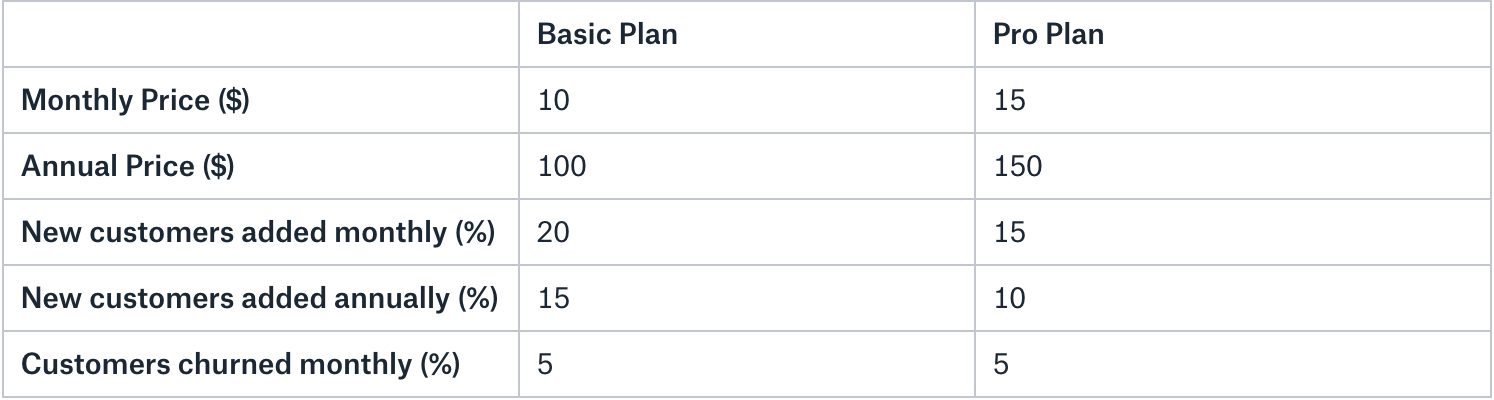 Basic Plan Pro Plan
Monthly Price ($) 10 15
Annual Price ($) 100 150
New customers added monthly (%) 20 15
New customers added annually (%) 15 10
Customers churned monthly (%) 5 5